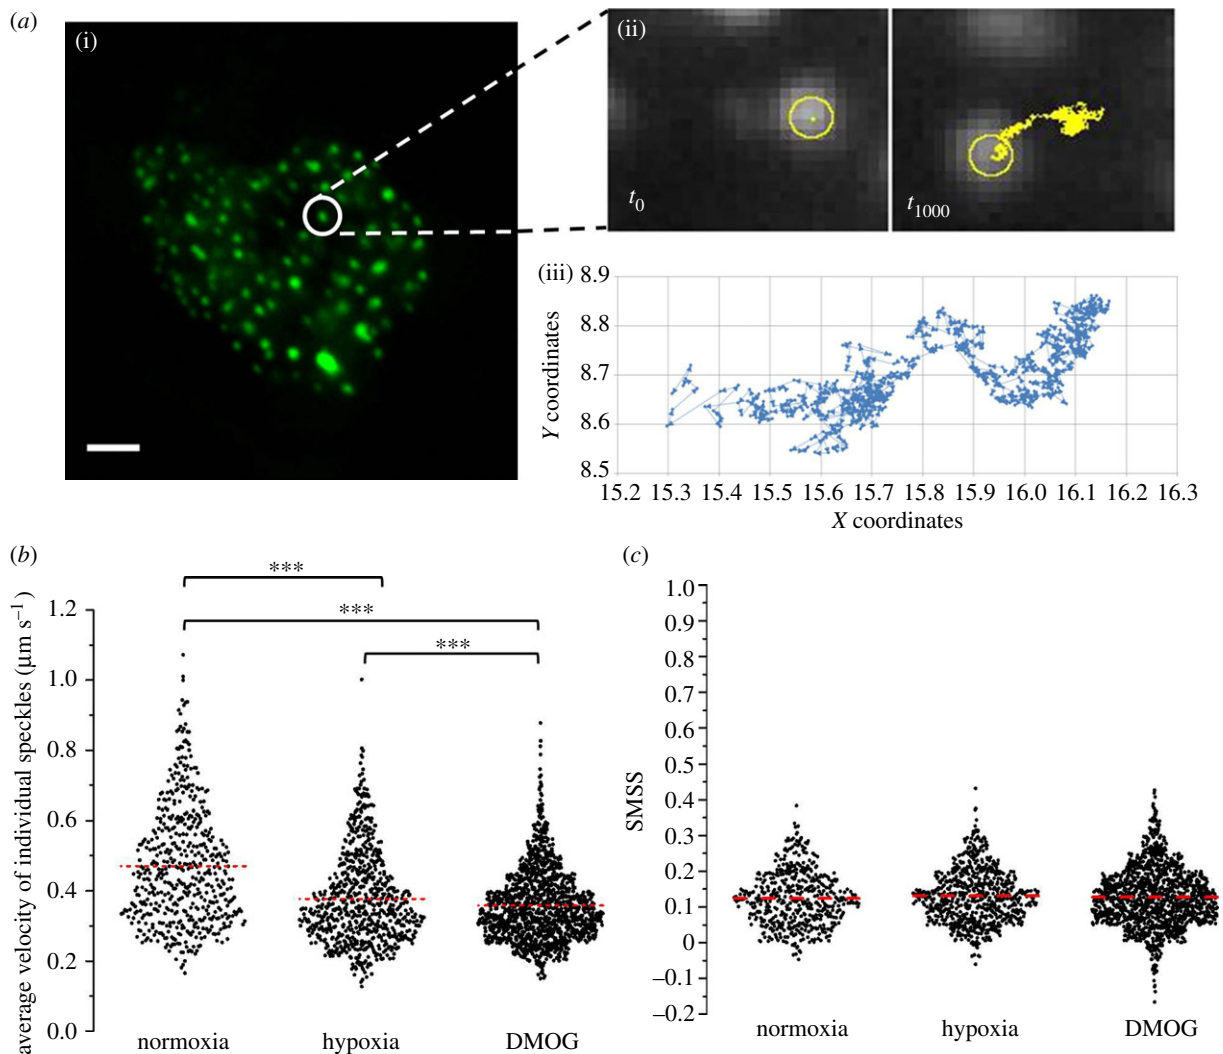 (a)
(i)
(ii)
t0
t1000
(iii)
8.9
8.8
8.7
8.6
8.5
Y coordinates
15.2 15.3 15.4 15.5 15.6 15.7 15.8 15.9 16.0 16.1 16.2 16.3
X coordinates
(b)
***
***
***
average velocity of individual speckles (µm s⁻¹)
1.2
1.0
0.8
0.6
0.4
0.2
0.0
normoxia hypoxia DMOG
(c)
SMSS
1.0
0.9
0.8
0.7
0.6
0.5
0.4
0.3
0.2
0.1
0
–0.1
–0.2
normoxia hypoxia DMOG